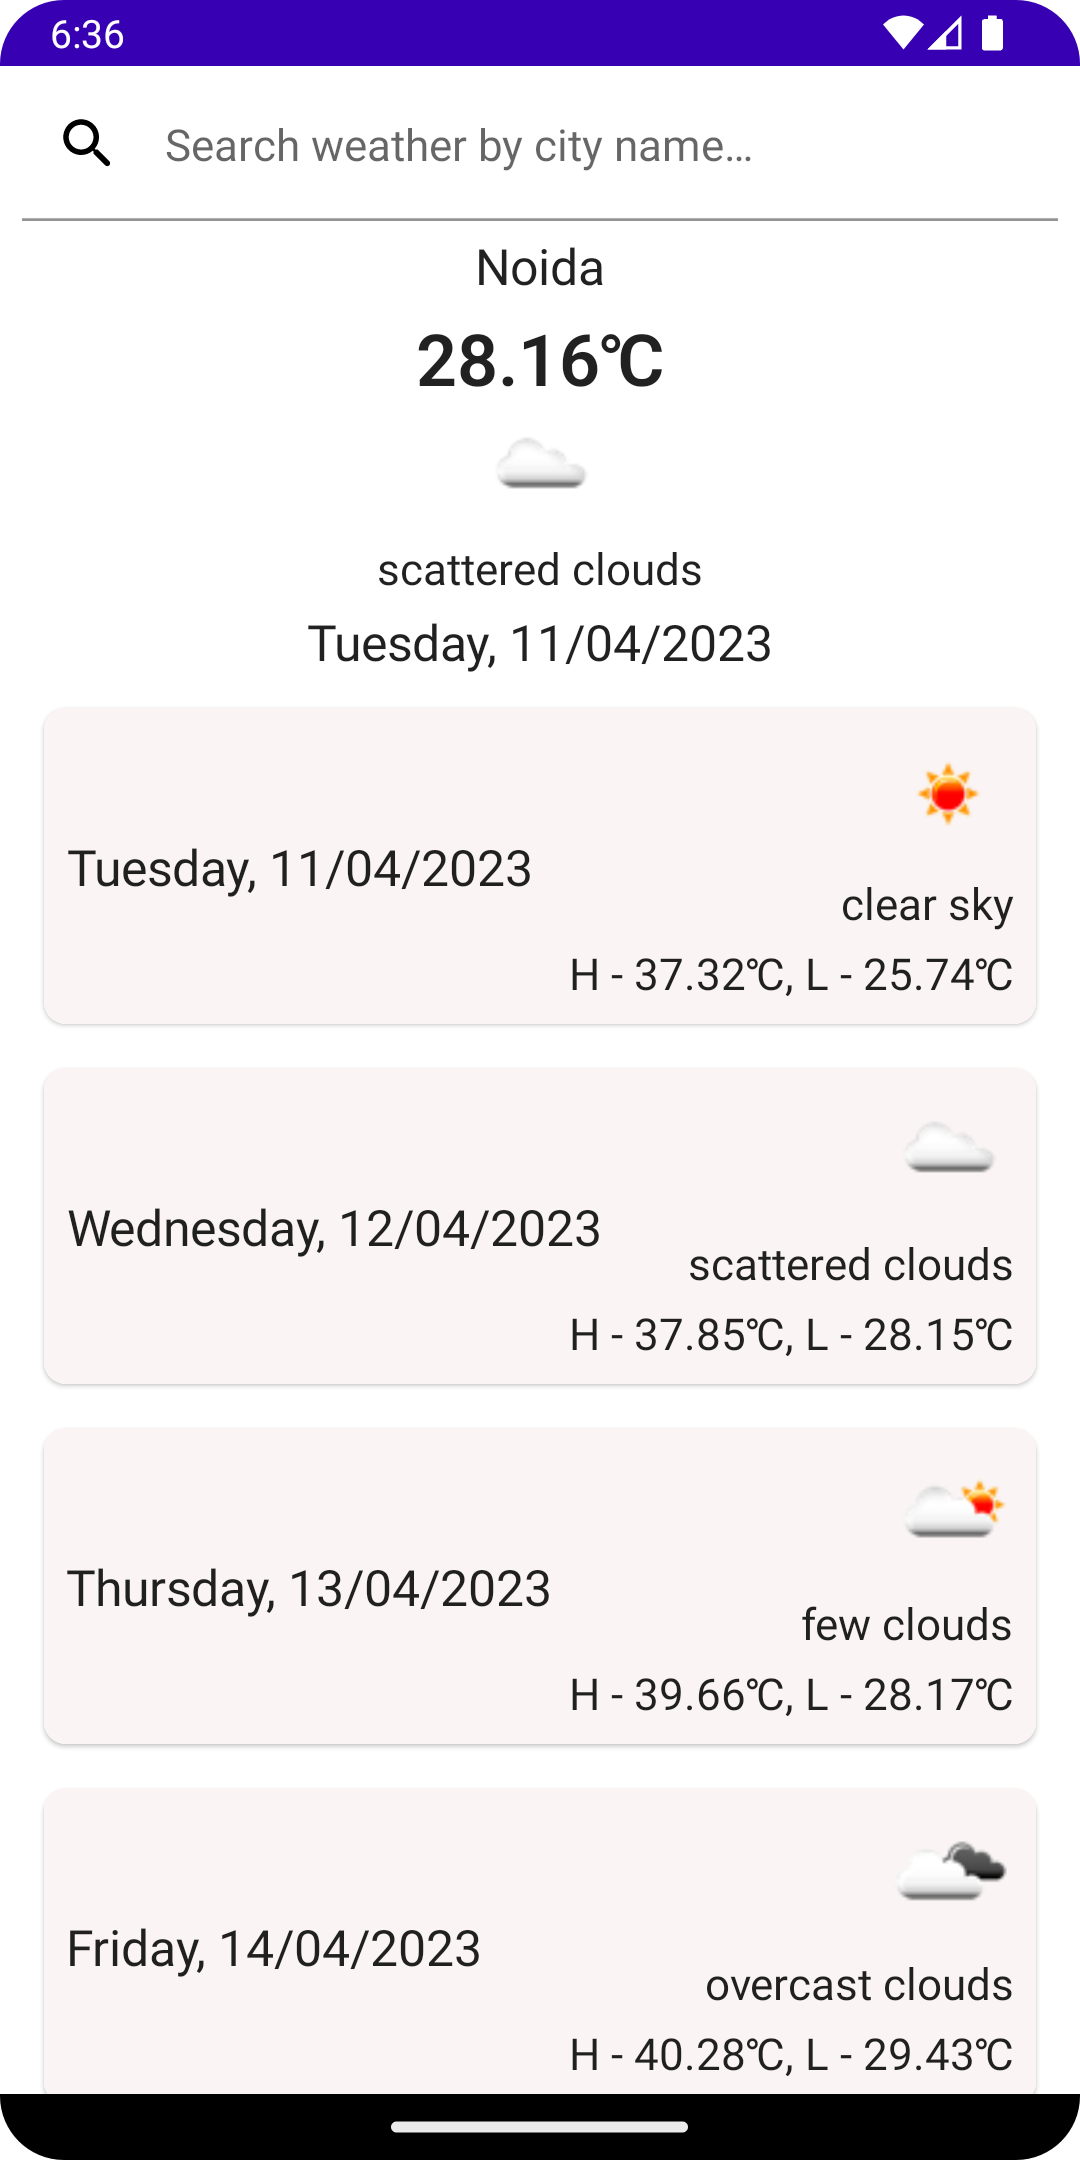 6:36
Search weather by city name...
Noida
28.16℃
scattered clouds
Tuesday, 11/04/2023
Tuesday, 11/04/2023
clear sky
H - 37.32℃, L - 25.74℃
Wednesday, 12/04/2023
scattered clouds
H - 37.85℃, L - 28.15℃
Thursday, 13/04/2023
few clouds
H - 39.66℃, L - 28.17℃
Friday, 14/04/2023
overcast clouds
H - 40.28℃, L - 29.43℃